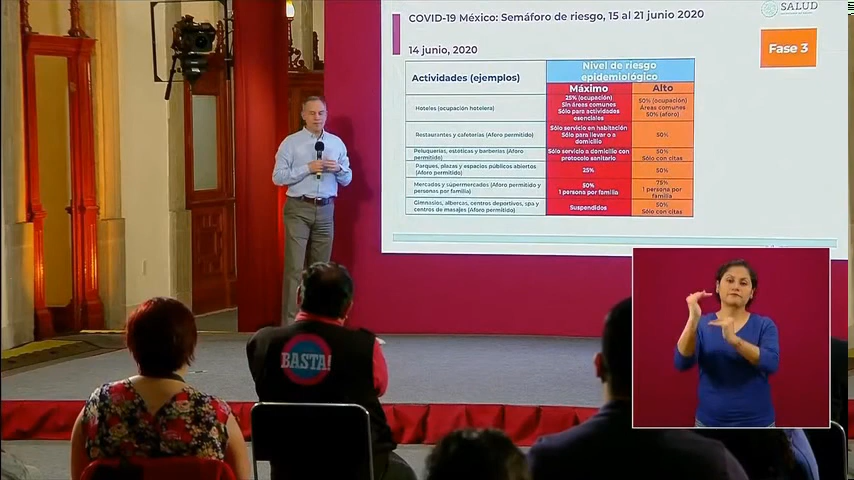 COVID-19 México: Semáforo de riesgo, 15 al 21 junio 2020
SALUD
14 junio, 2020
Fase 3
Actividades (ejemplos)
Nivel de riesgo
epidemiológico
Máximo
Alto
Hoteles (ocupación hotelera)
25% (ocupación)
Sin áreas comunes
Sólo para actividades
esenciales
50% (ocupación)
Áreas comunes
50% (aforo)
Restaurantes y cafeterías (Aforo permitido)
Sólo servicio en habitación
Sólo para llevar o a
domicilio
50%
Peluquerías, estéticas y barberías (Aforo
permitido)
Sólo servicio a domicilio con
protocolo sanitario
50%
Sólo con citas
Parques, plazas y espacios públicos abiertos
(Aforo permitido)
25%
50%
Mercados y supermercados (Aforo permitido y
personas por familia)
50%
1 persona por familia
75%
1 persona por
familia
Gimnasios, albercas, centros deportivos, spa y
centros de masajes (Aforo permitido)
Suspendidos
50%
Sólo con citas
BASTA!